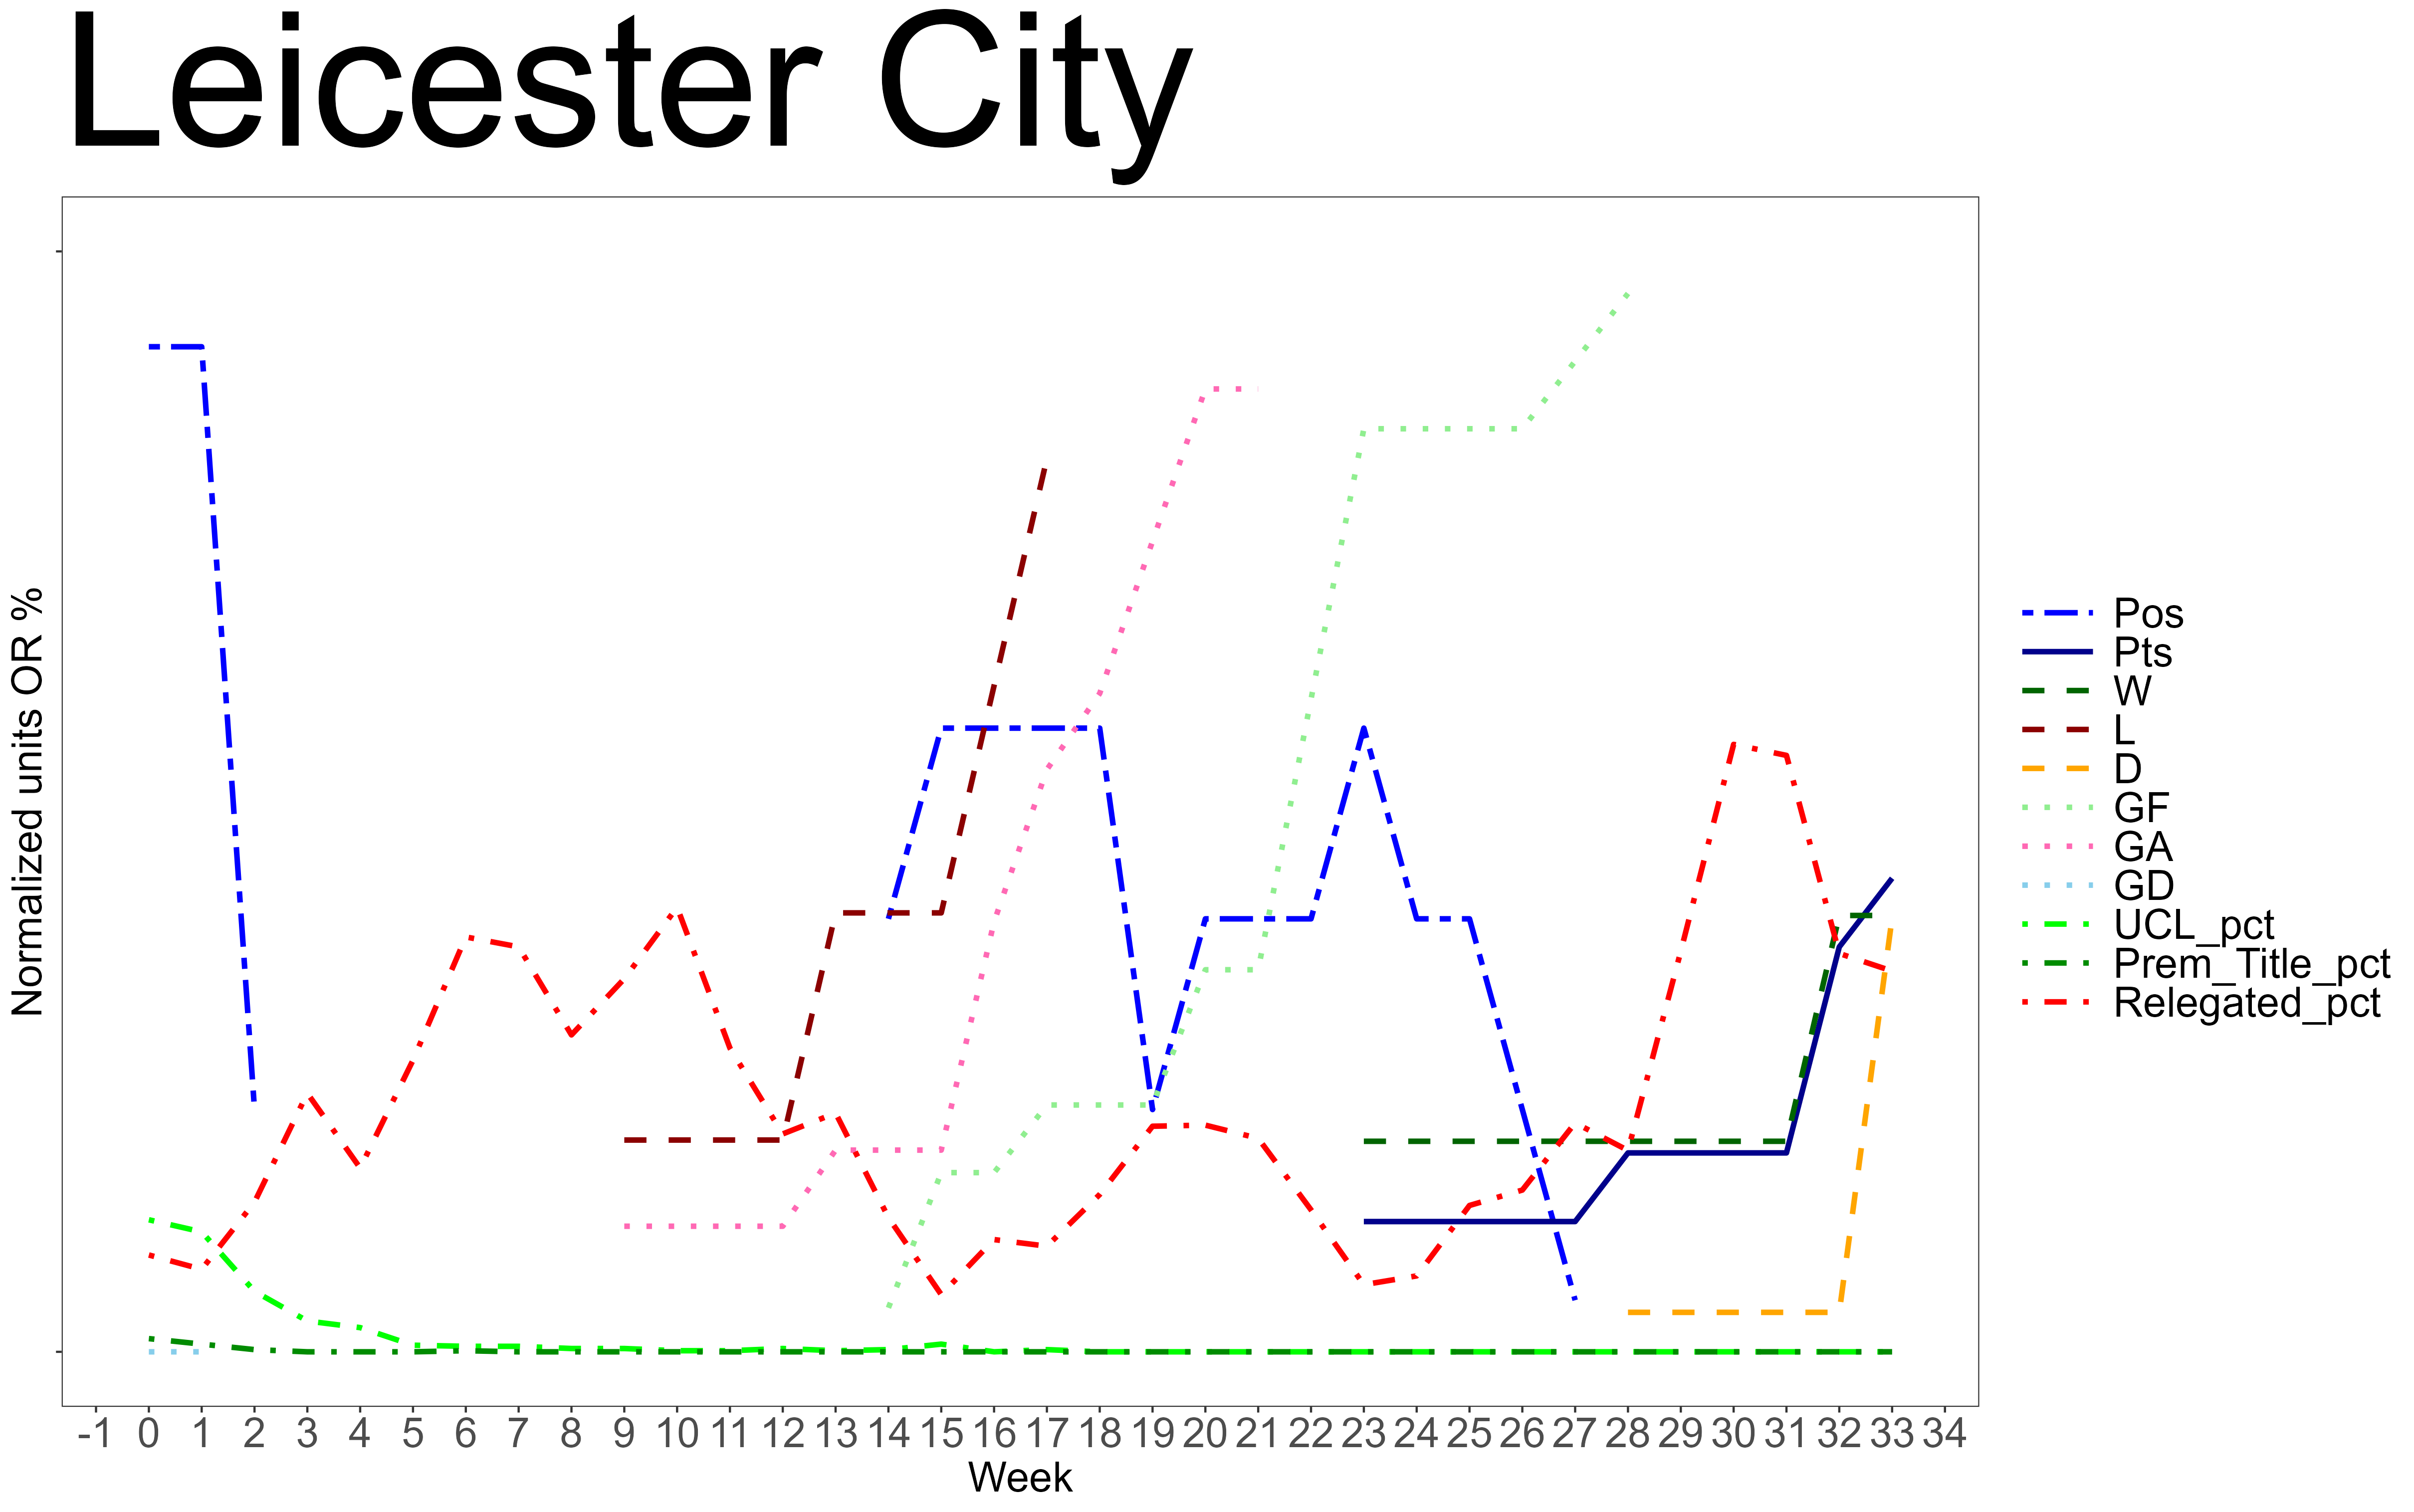 Leicester City
Normalized units OR %
Pos
Pts
W
L
D
GF
GA
GD
UCL_pct
Prem_Title_pct
Relegated_pct
-1 0 1 2 3 4 5 6 7 8 9 10 11 12 13 14 15 16 17 18 19 20 21 22 23 24 25 26 27 28 29 30 31 32 33 34
Week